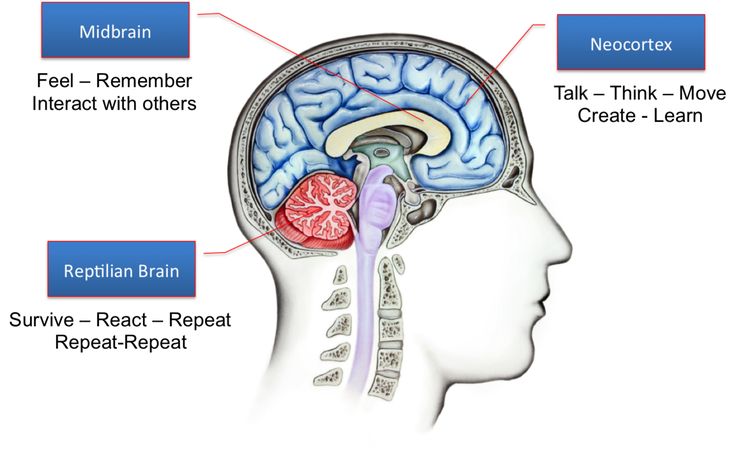 Midbrain
Feel – Remember
Interact with others
Neocortex
Talk – Think – Move
Create - Learn
Reptilian Brain
Survive – React – Repeat
Repeat-Repeat